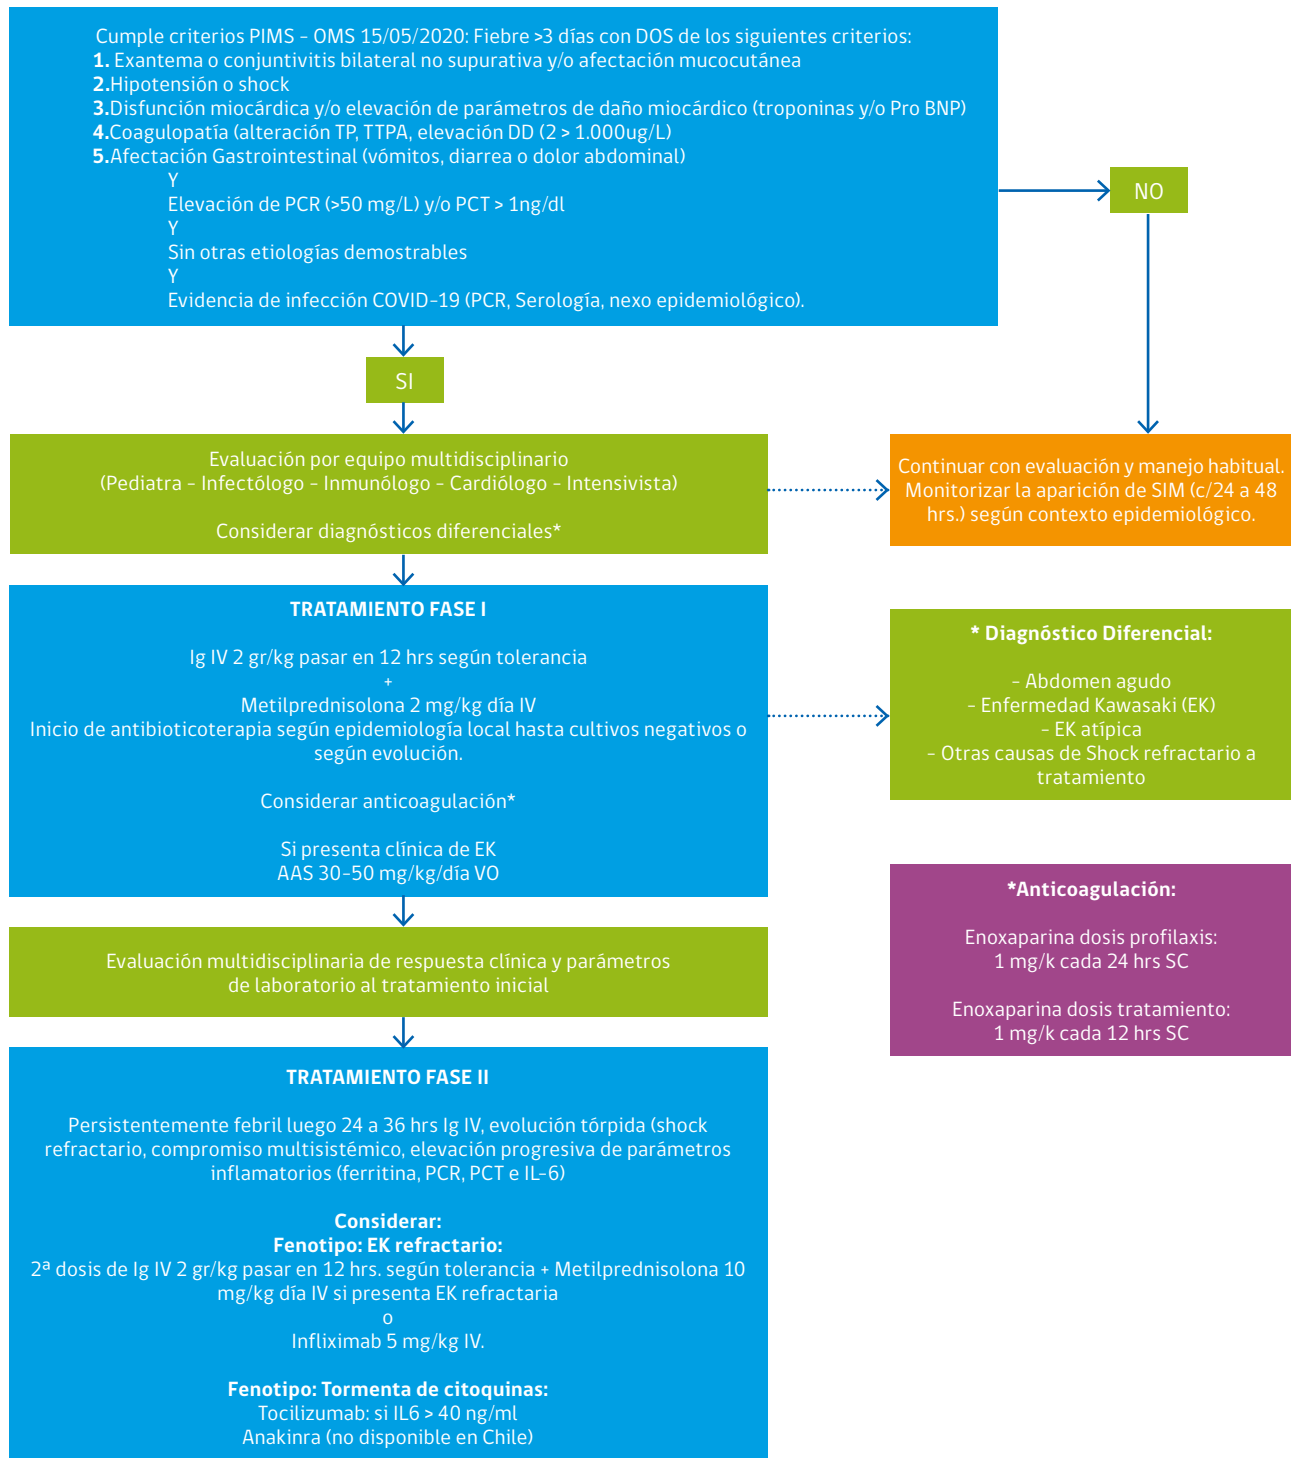 Cumple criterios PIMS - OMS 15/05/2020: Fiebre >3 días con DOS de los siguientes criterios:
1. Exantema o conjuntivitis bilateral no supurativa y/o afectación mucocutánea
2.Hipotensión o shock
3.Disfunción miocárdica y/o elevación de parámetros de daño miocárdico (troponinas y/o Pro BNP)
4.Coagulopatía (alteración TP, TTPA, elevación DD (2 > 1.000ug/L)
5.Afectación Gastrointestinal (vómitos, diarrea o dolor abdominal)
Y
Elevación de PCR (>50 mg/L) y/o PCT > 1ng/dl
Y
Sin otras etiologías demostrables
Y
Evidencia de infección COVID-19 (PCR, Serología, nexo epidemiológico).
NO
SI
Evaluación por equipo multidisciplinario
(Pediatra - Infectólogo - Inmunólogo - Cardiólogo - Intensivista)
Considerar diagnósticos diferenciales*
Continuar con evaluación y manejo habitual.
Monitorizar la aparición de SIM (c/24 a 48
hrs.) según contexto epidemiológico.
TRATAMIENTO FASE I
Ig IV 2 gr/kg pasar en 12 hrs según tolerancia
+
Metilprednisolona 2 mg/kg día IV
Inicio de antibioticoterapia según epidemiología local hasta cultivos negativos o
según evolución.
Considerar anticoagulación*
Si presenta clínica de EK
AAS 30-50 mg/kg/día VO
* Diagnóstico Diferencial:
- Abdomen agudo
- Enfermedad Kawasaki (EK)
- EK atípica
- Otras causas de Shock refractario a
tratamiento
*Anticoagulación:
Enoxaparina dosis profilaxis:
1 mg/k cada 24 hrs SC
Enoxaparina dosis tratamiento:
1 mg/k cada 12 hrs SC
Evaluación multidisciplinaria de respuesta clínica y parámetros
de laboratorio al tratamiento inicial
TRATAMIENTO FASE II
Persistentemente febril luego 24 a 36 hrs Ig IV, evolución tórpida (shock
refractario, compromiso multisistémico, elevación progresiva de parámetros
inflamatorios (ferritina, PCR, PCT e IL-6)
Considerar:
Fenotipo: EK refractario:
2ª dosis de Ig IV 2 gr/kg pasar en 12 hrs. según tolerancia + Metilprednisolona 10
mg/kg día IV si presenta EK refractaria
o
Infliximab 5 mg/kg IV.
Fenotipo: Tormenta de citoquinas:
Tocilizumab: si IL6 > 40 ng/ml
Anakinra (no disponible en Chile)